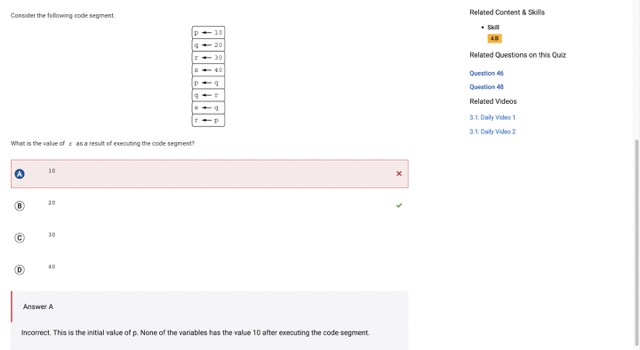 Consider the following code segment.
p ← 10
q ← 20
r ← 30
s ← 40
p ← q
q ← r
s ← q
r ← p
What is the value of r as a result of executing the code segment?
A 10
B 20
C 30
D 40
Answer A
Incorrect. This is the initial value of p. None of the variables has the value 10 after executing the code segment.
Related Content & Skills
• Skill
4.B
Related Questions on this Quiz
Question 46
Question 48
Related Videos
3.1: Daily Video 1
3.1: Daily Video 2